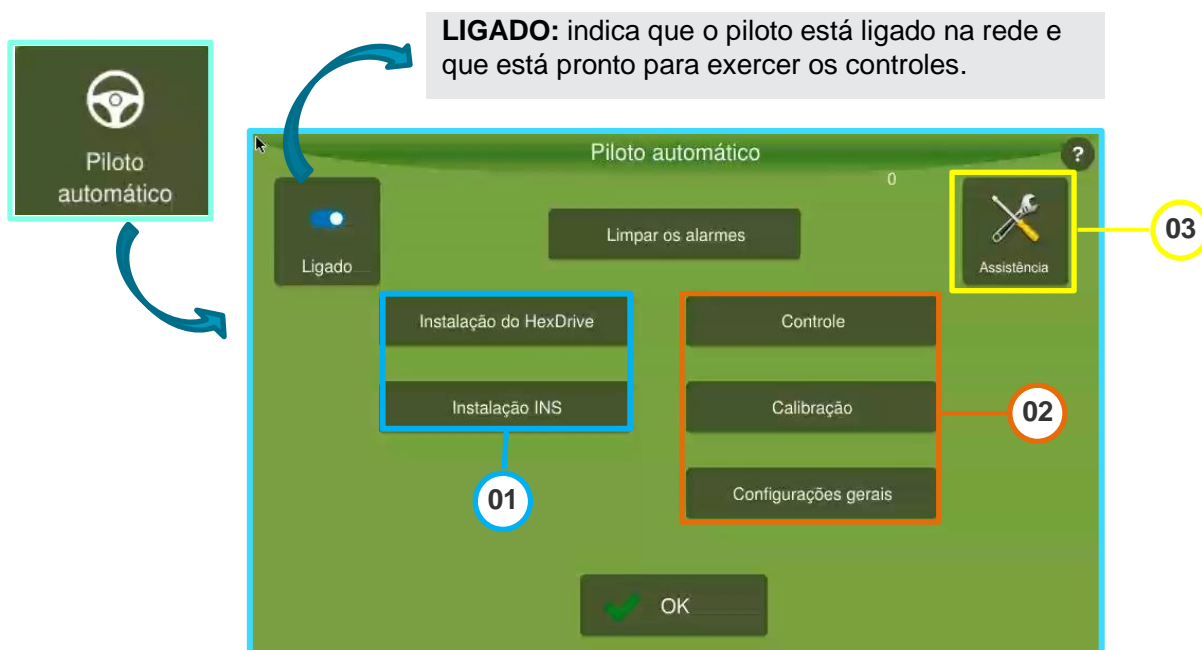 LIGADO: indica que o piloto está ligado na rede e
que está pronto para exercer os controles.
Piloto
automático
Piloto automático
?
0
Ligado
Limpar os alarmes
Assistência
03
Instalação do HexDrive
Controle
Instalação INS
Calibração
02
Configurações gerais
01
OK